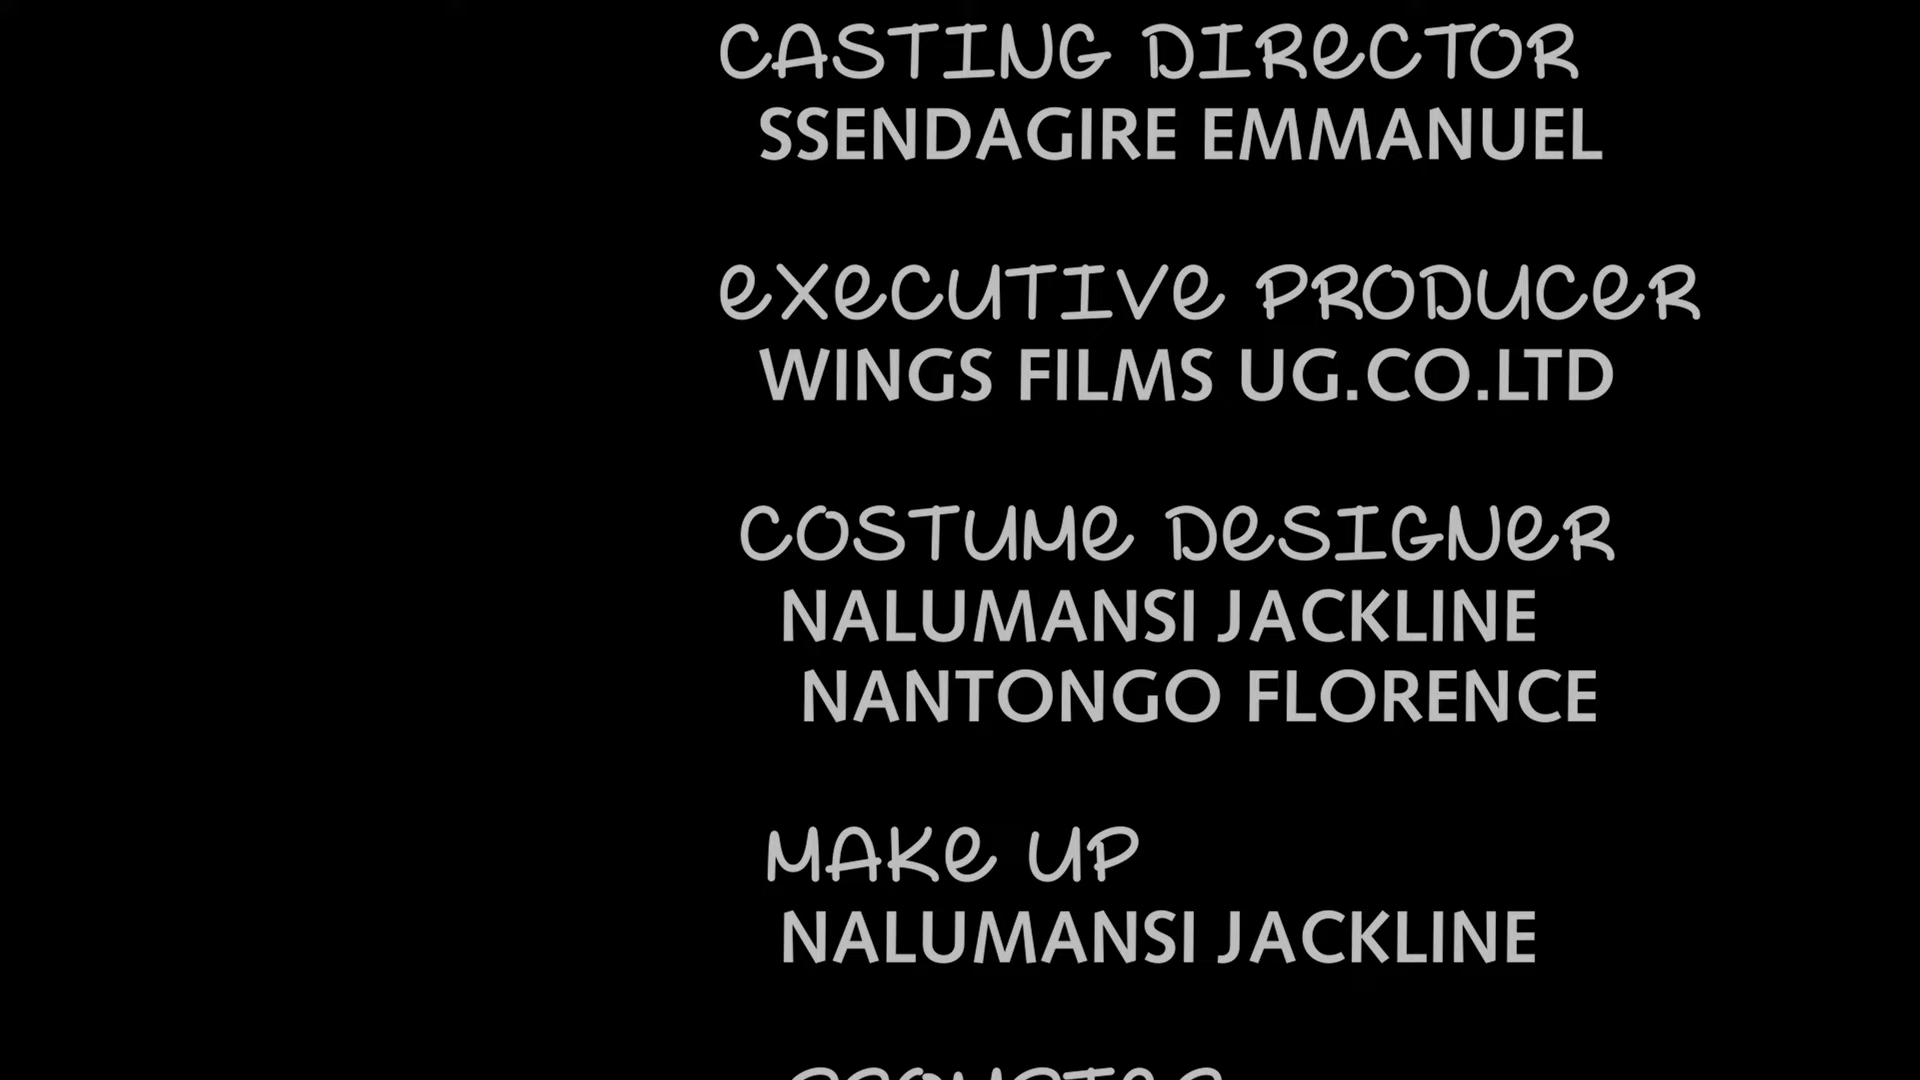 CASTING DIRECTOR
SSENDAGIRE EMMANUEL
eXeCUTIVe PRODUCeR
WINGS FILMS UG.CO.LTD
COSTUMe DeSIGNeR
NALUMANSI JACKLINE
NANTONGO FLORENCE
MAKe UP
NALUMANSI JACKLINE